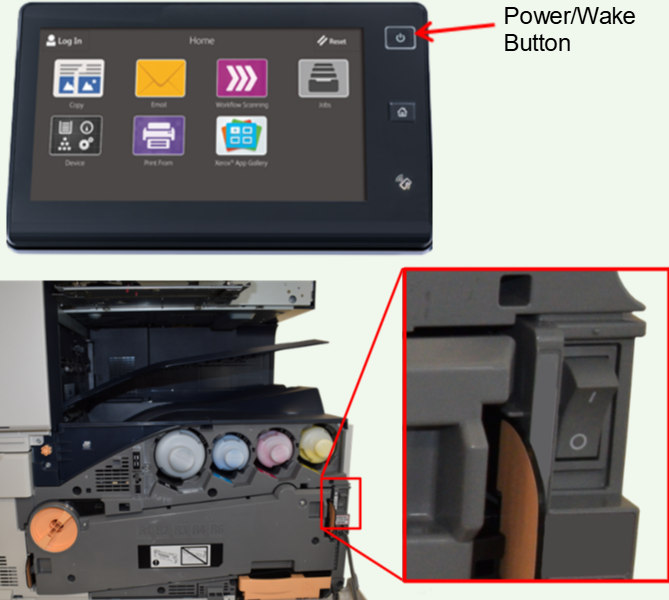 Power/Wake
Button
Log In
Home
Reset
Copy
Email
Workflow Scanning
Jobs
Device
Print From
Xerox® App Gallery
I
O